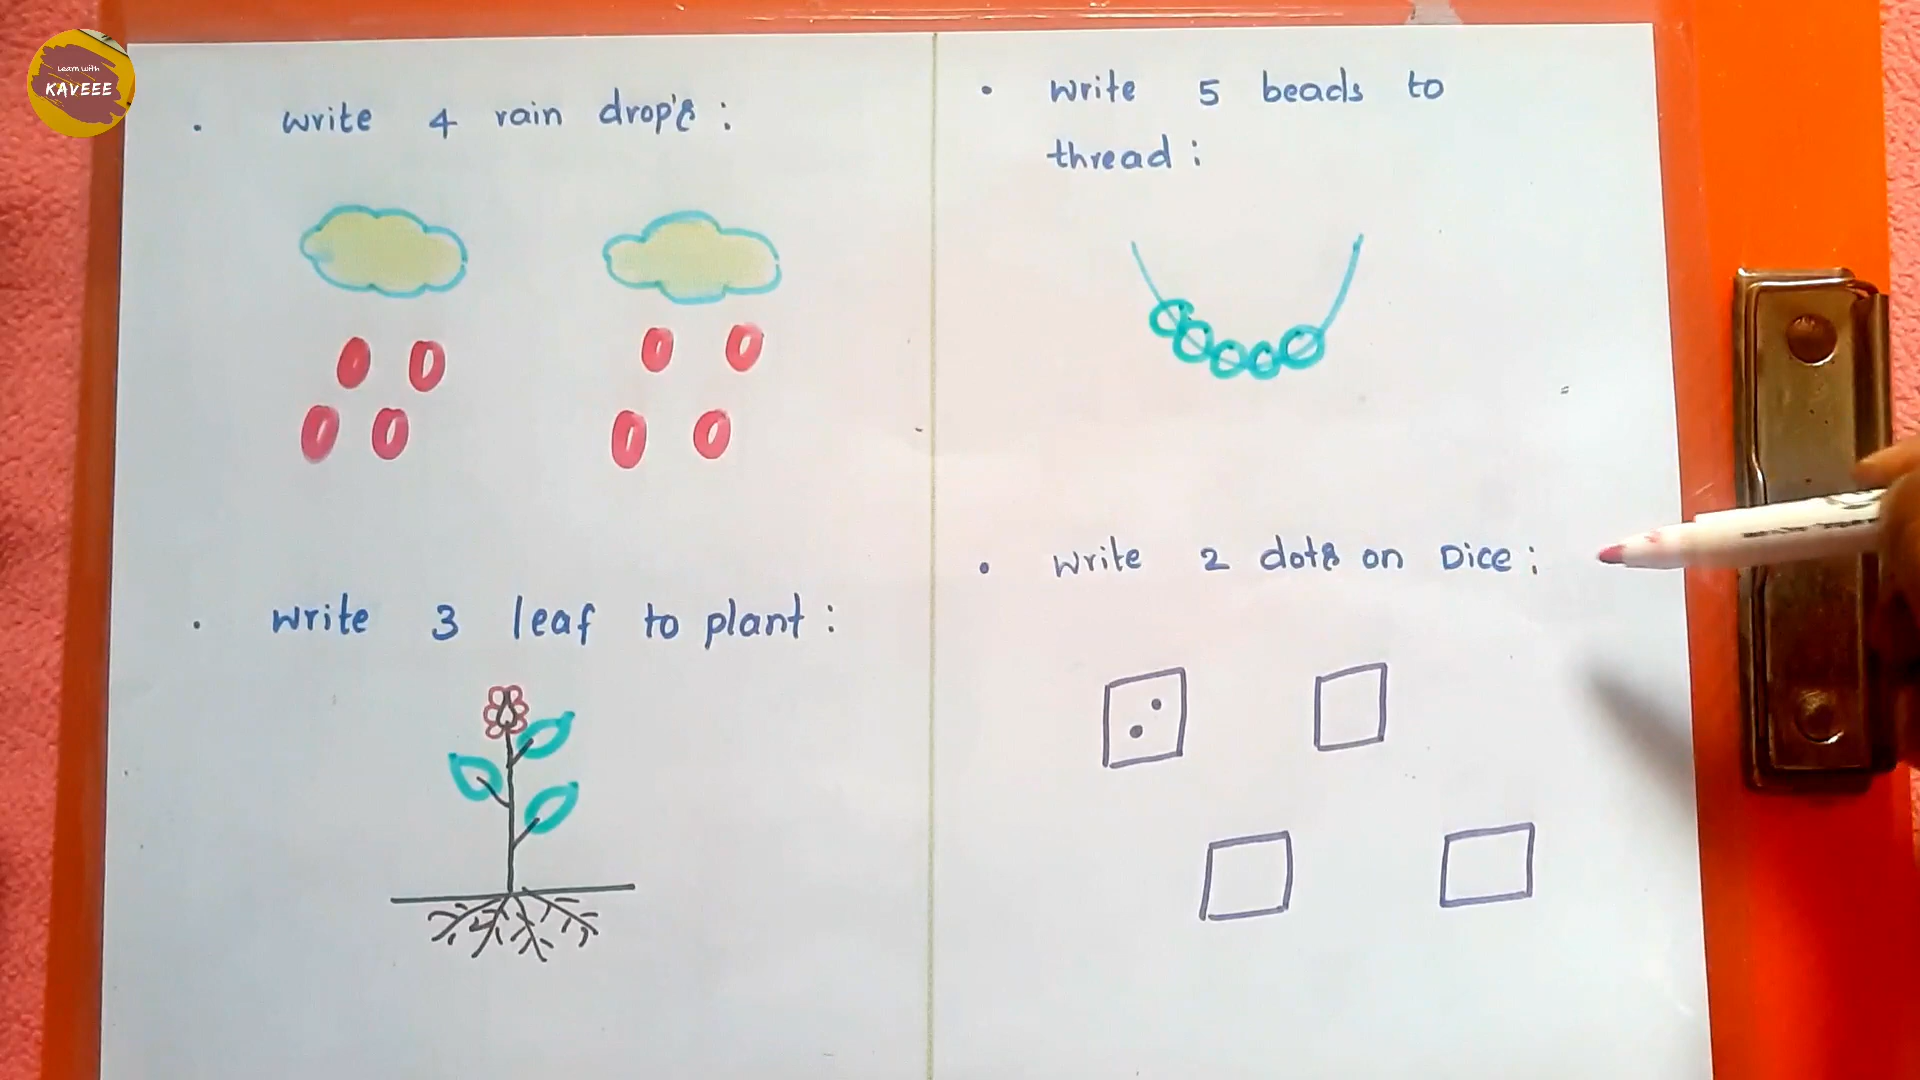 Learn with
KAVEEE
• write 4 rain drop's :
• write 3 leaf to plant :
• write 5 beads to
thread :
• write 2 dots on Dice :